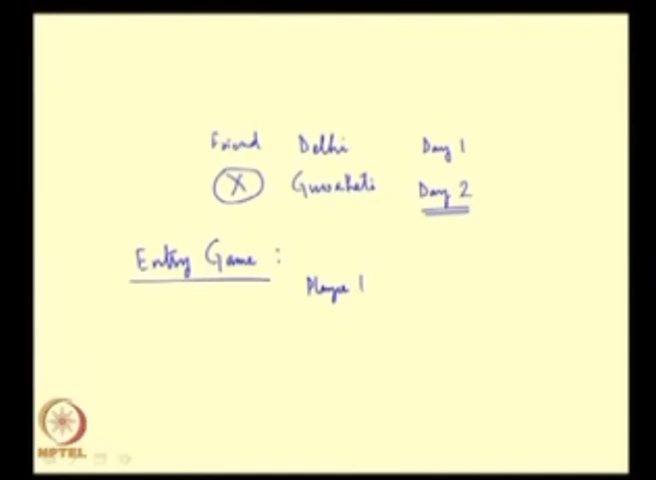 Friend Delhi Day 1
X Guwahati Day 2
Entry Game :
Player 1
NPTEL